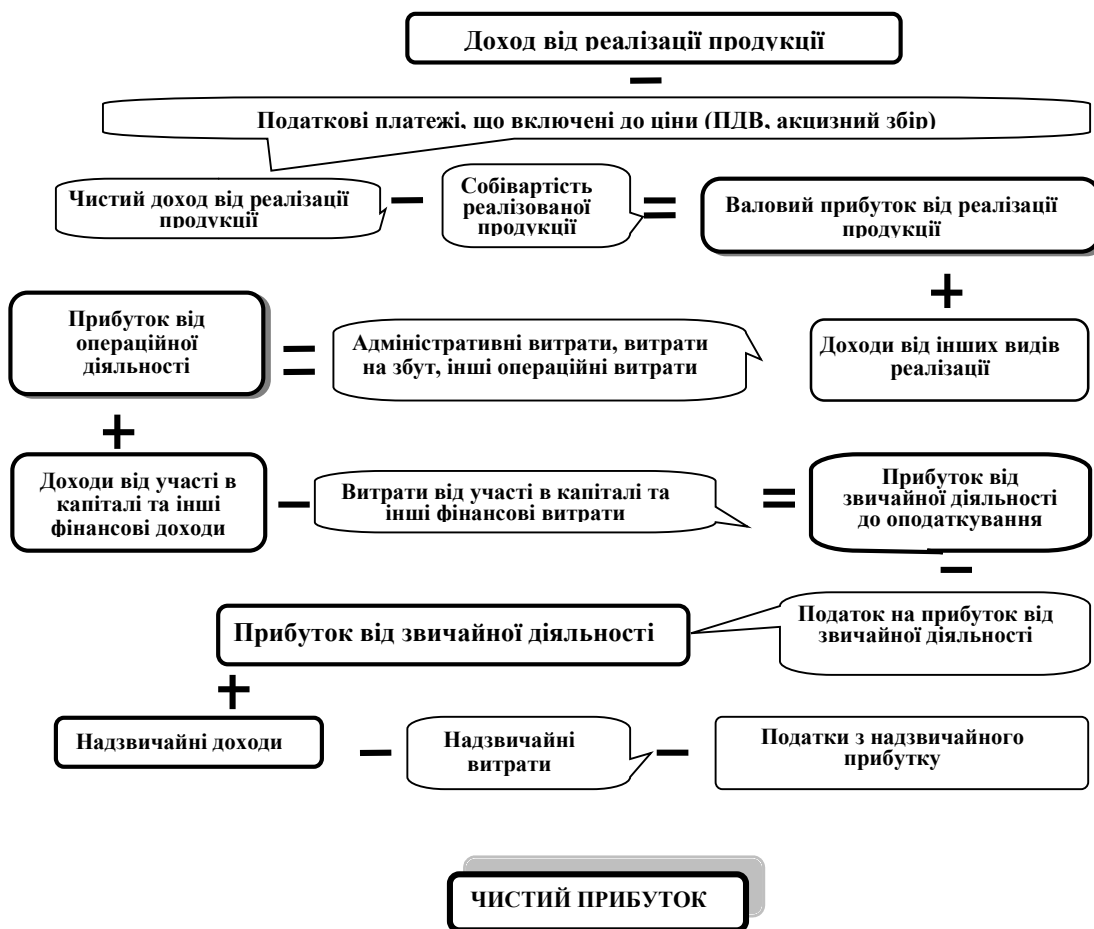 Доход від реалізації продукції
−
Податкові платежі, що включені до ціни (ПДВ, акцизний збір)
Чистий доход від реалізації
продукції
−
Собівартість
реалізованої
продукції
=
Валовий прибуток від реалізації
продукції
+
Прибуток від
операційної
діяльності
=
Адміністративні витрати, витрати
на збут, інші операційні витрати
Доходи від інших видів
реалізації
+
Доходи від участі в
капіталі та інші
фінансові доходи
−
Витрати від участі в капіталі та
інші фінансові витрати
=
Прибуток від
звичайної діяльності
до оподаткування
−
Прибуток від звичайної діяльності
Податок на прибуток від
звичайної діяльності
+
Надзвичайні доходи
−
Надзвичайні
витрати
−
Податки з надзвичайного
прибутку
ЧИСТИЙ ПРИБУТОК